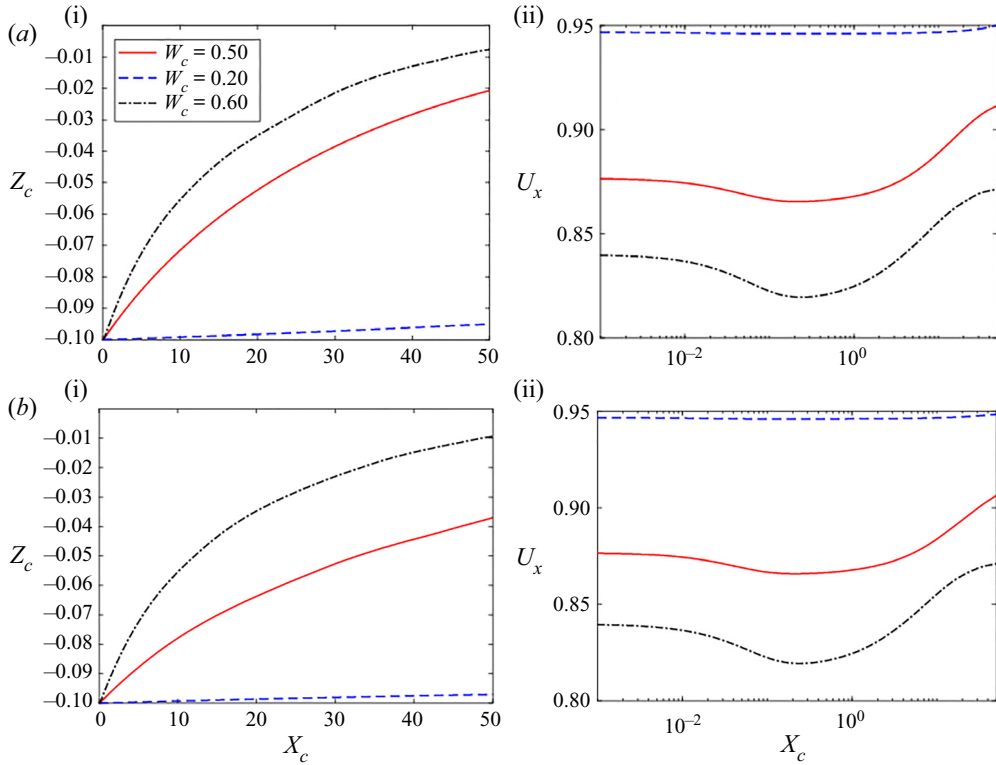 (i)
(ii)
(a)
W_c = 0.50
W_c = 0.20
W_c = 0.60
Z_c
–0.01
–0.02
–0.03
–0.04
–0.05
–0.06
–0.07
–0.08
–0.09
–0.10
0 10 20 30 40 50
U_x
0.95
0.90
0.85
0.80
10^–2 10^0
(i)
(ii)
(b)
Z_c
–0.01
–0.02
–0.03
–0.04
–0.05
–0.06
–0.07
–0.08
–0.09
–0.10
0 10 20 30 40 50
X_c
U_x
0.95
0.90
0.85
0.80
10^–2 10^0
X_c